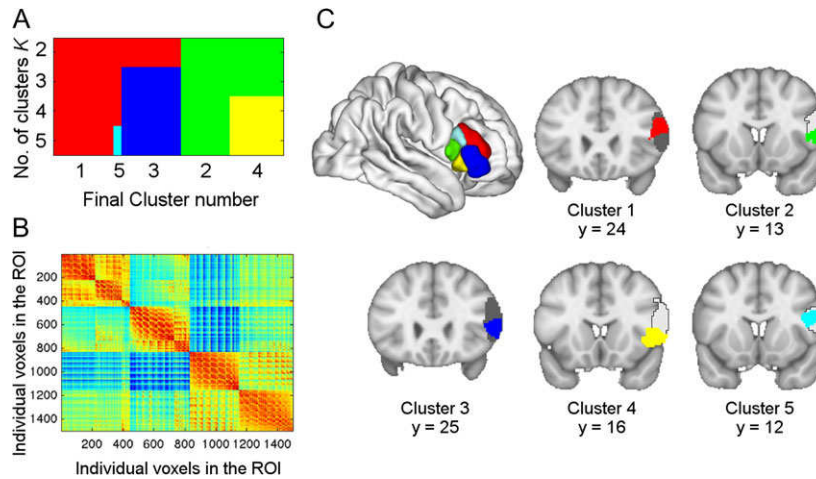 A
No. of clusters K
2
3
4
5
1 5 3 2 4
Final Cluster number
B
Individual voxels in the ROI
200
400
600
800
1000
1200
1400
200 400 600 800 1000 1200 1400
Individual voxels in the ROI
C
Cluster 1
y = 24
Cluster 2
y = 13
Cluster 3
y = 25
Cluster 4
y = 16
Cluster 5
y = 12